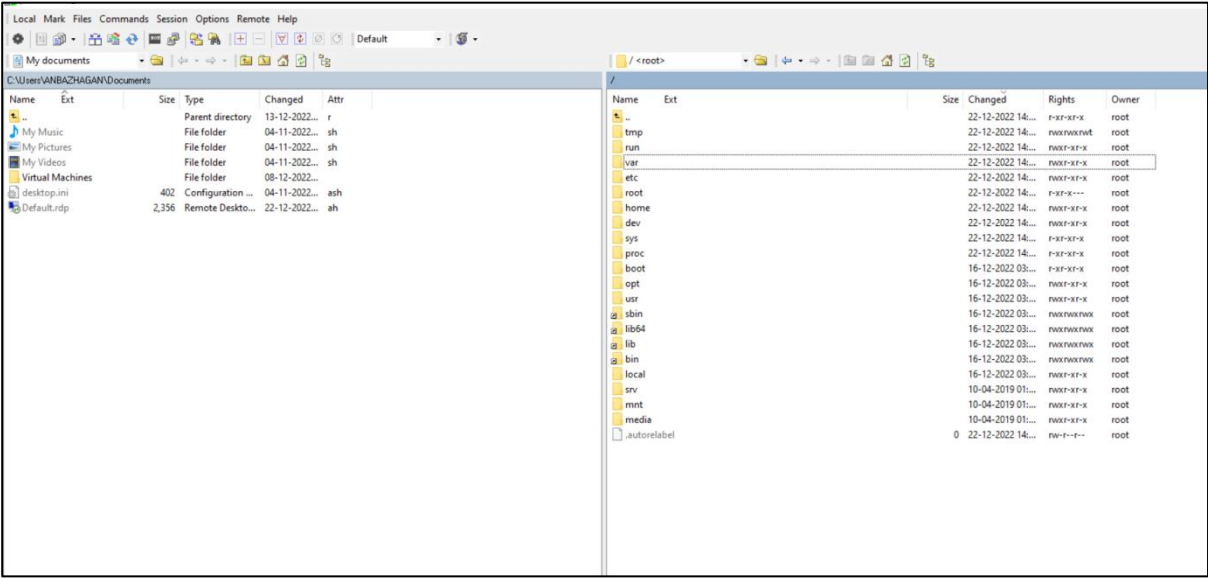 Local Mark Files Commands Session Options Remote Help
Default
My documents
/ <root>
C:\Users\ANBAZHAGAN\Documents
/
Name Ext Size Type Changed Attr
.. Parent directory 13-12-2022... r
My Music File folder 04-11-2022... sh
My Pictures File folder 04-11-2022... sh
My Videos File folder 04-11-2022... sh
Virtual Machines File folder 08-12-2022...
desktop.ini 402 Configuration ... 04-11-2022... ash
Default.rdp 2,356 Remote Deskto... 22-12-2022... ah
Name Ext Size Changed Rights Owner
.. 22-12-2022 14:... r-xr-xr-x root
tmp 22-12-2022 14:... rwxrwxrwt root
run 22-12-2022 14:... rwxr-xr-x root
var 22-12-2022 14:... rwxr-xr-x root
etc 22-12-2022 14:... rwxr-xr-x root
root 22-12-2022 14:... r-xr-x--- root
home 22-12-2022 14:... rwxr-xr-x root
dev 22-12-2022 14:... rwxr-xr-x root
sys 22-12-2022 14:... r-xr-xr-x root
proc 22-12-2022 14:... r-xr-xr-x root
boot 16-12-2022 03:... r-xr-xr-x root
opt 16-12-2022 03:... rwxr-xr-x root
usr 16-12-2022 03:... rwxr-xr-x root
sbin 16-12-2022 03:... rwxrwxrwx root
lib64 16-12-2022 03:... rwxrwxrwx root
lib 16-12-2022 03:... rwxrwxrwx root
bin 16-12-2022 03:... rwxrwxrwx root
local 16-12-2022 03:... rwxr-xr-x root
srv 10-04-2019 01:... rwxr-xr-x root
mnt 10-04-2019 01:... rwxr-xr-x root
media 10-04-2019 01:... rwxr-xr-x root
.autorelabel 0 22-12-2022 14:... rw-r--r-- root